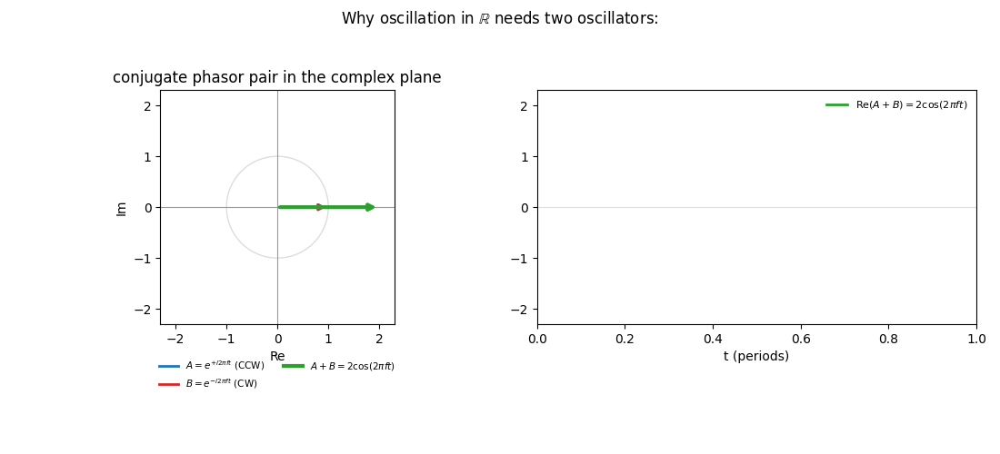 Why oscillation in ℝ needs two oscillators:
conjugate phasor pair in the complex plane
2
1
0
−1
−2
Im
−2 −1 0 1 2
Re
A = e^{+i2πft} (CCW)
B = e^{−i2πft} (CW)
A + B = 2cos(2πft)
2
1
0
−1
−2
Re(A + B) = 2cos(2πft)
0.0 0.2 0.4 0.6 0.8 1.0
t (periods)